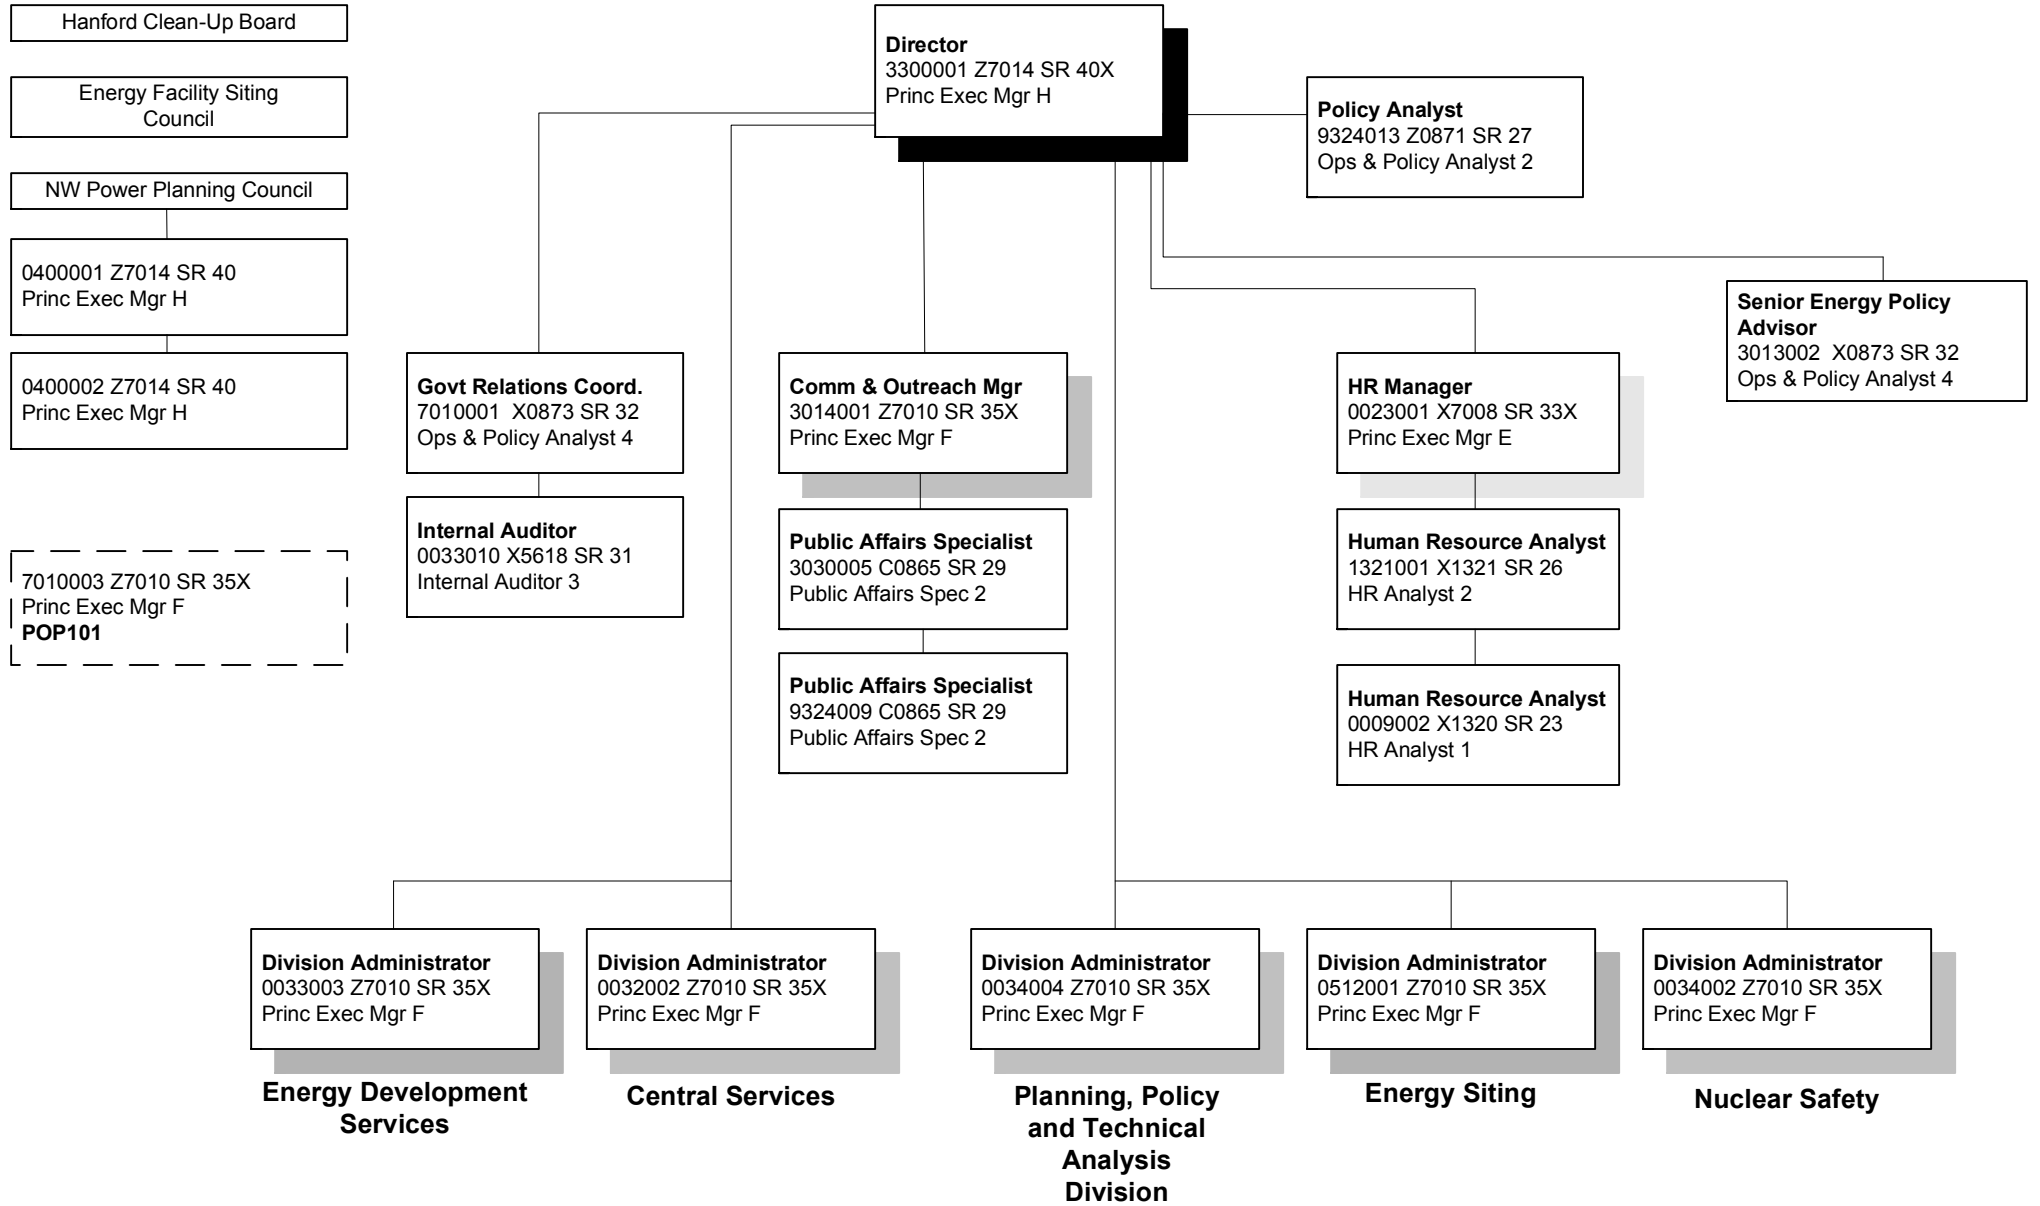 Hanford Clean-Up Board
Energy Facility Siting
Council
NW Power Planning Council
0400001 Z7014 SR 40
Princ Exec Mgr H
0400002 Z7014 SR 40
Princ Exec Mgr H
7010003 Z7010 SR 35X
Princ Exec Mgr F
POP101
Director
3300001 Z7014 SR 40X
Princ Exec Mgr H
Policy Analyst
9324013 Z0871 SR 27
Ops & Policy Analyst 2
Senior Energy Policy
Advisor
3013002  X0873 SR 32
Ops & Policy Analyst 4
Govt Relations Coord.
7010001  X0873 SR 32
Ops & Policy Analyst 4
Internal Auditor
0033010 X5618 SR 31
Internal Auditor 3
Comm & Outreach Mgr
3014001 Z7010 SR 35X
Princ Exec Mgr F
Public Affairs Specialist
3030005 C0865 SR 29
Public Affairs Spec 2
Public Affairs Specialist
9324009 C0865 SR 29
Public Affairs Spec 2
HR Manager
0023001 X7008 SR 33X
Princ Exec Mgr E
Human Resource Analyst
1321001 X1321 SR 26
HR Analyst 2
Human Resource Analyst
0009002 X1320 SR 23
HR Analyst 1
Division Administrator
0033003 Z7010 SR 35X
Princ Exec Mgr F
Energy Development
Services
Division Administrator
0032002 Z7010 SR 35X
Princ Exec Mgr F
Central Services
Division Administrator
0034004 Z7010 SR 35X
Princ Exec Mgr F
Planning, Policy
and Technical
Analysis
Division
Division Administrator
0512001 Z7010 SR 35X
Princ Exec Mgr F
Energy Siting
Division Administrator
0034002 Z7010 SR 35X
Princ Exec Mgr F
Nuclear Safety